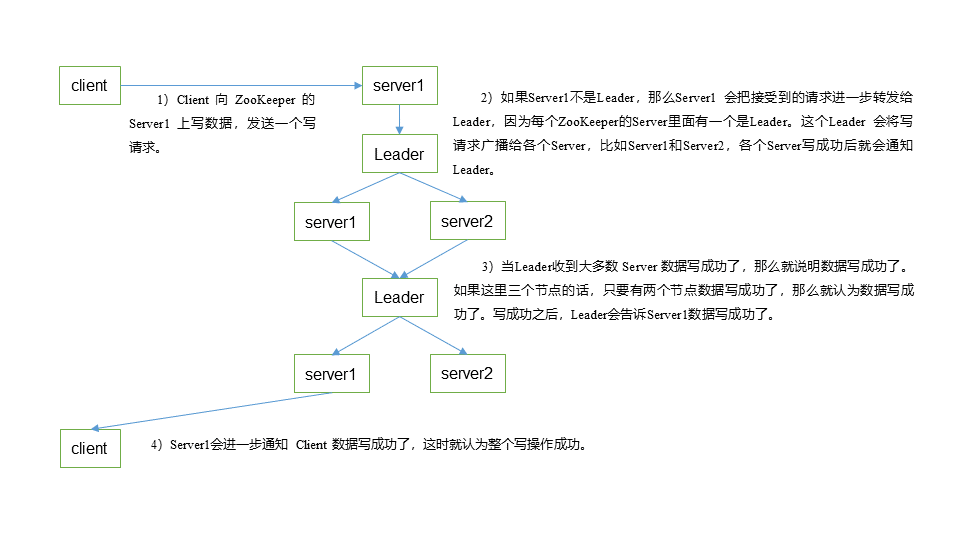 client
server1
1）Client 向 ZooKeeper 的
Server1 上写数据，发送一个写
请求。
2）如果Server1不是Leader，那么Server1 会把接受到的请求进一步转发给
Leader，因为每个ZooKeeper的Server里面有一个是Leader。这个Leader 会将写
请求广播给各个Server，比如Server1和Server2，各个Server写成功后就会通知
Leader。
Leader
server1
server2
3）当Leader收到大多数 Server 数据写成功了，那么就说明数据写成功了。
如果这里三个节点的话，只要有两个节点数据写成功了，那么就认为数据写成
功了。写成功之后，Leader会告诉Server1数据写成功了。
Leader
server1
server2
client
4）Server1会进一步通知 Client 数据写成功了，这时就认为整个写操作成功。